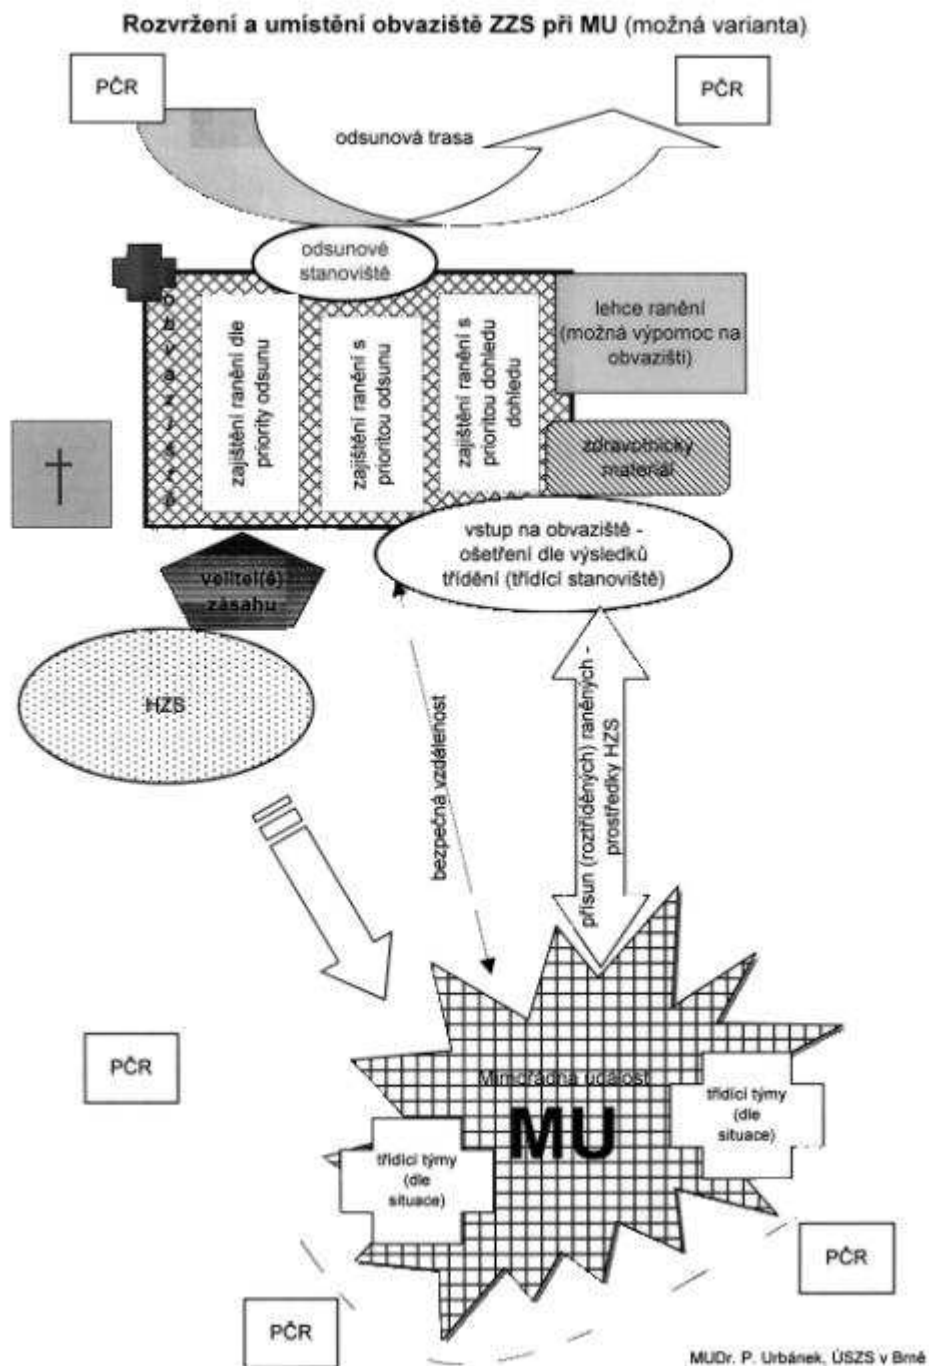 Rozvržení a umístění obvaziště ZZS při MU (možná varianta)
PČR
PČR
odsunová trasa
odsunové
stanoviště
obvaziště
zajištění ranění dle
priority odsunu
zajištění ranění s
prioritou odsunu
zajištění ranění s
prioritou dohledu
dohledu
lehce ranění
(možná výpomoc na
obvazišti)
zdravotnický
materiál
vstup na obvaziště -
ošetření dle výsledků
třídění (třídící stanoviště)
velitel(é)
zásahu
HZS
bezpečná vzdálenost
přísun (roztříděných) raněných -
prostředky HZS
PČR
Mimořádná událost
MU
třídící týmy
(dle
situace)
třídící týmy
(dle
situace)
PČR
PČR
MUDr. P. Urbánek, ÚSZS v Brně